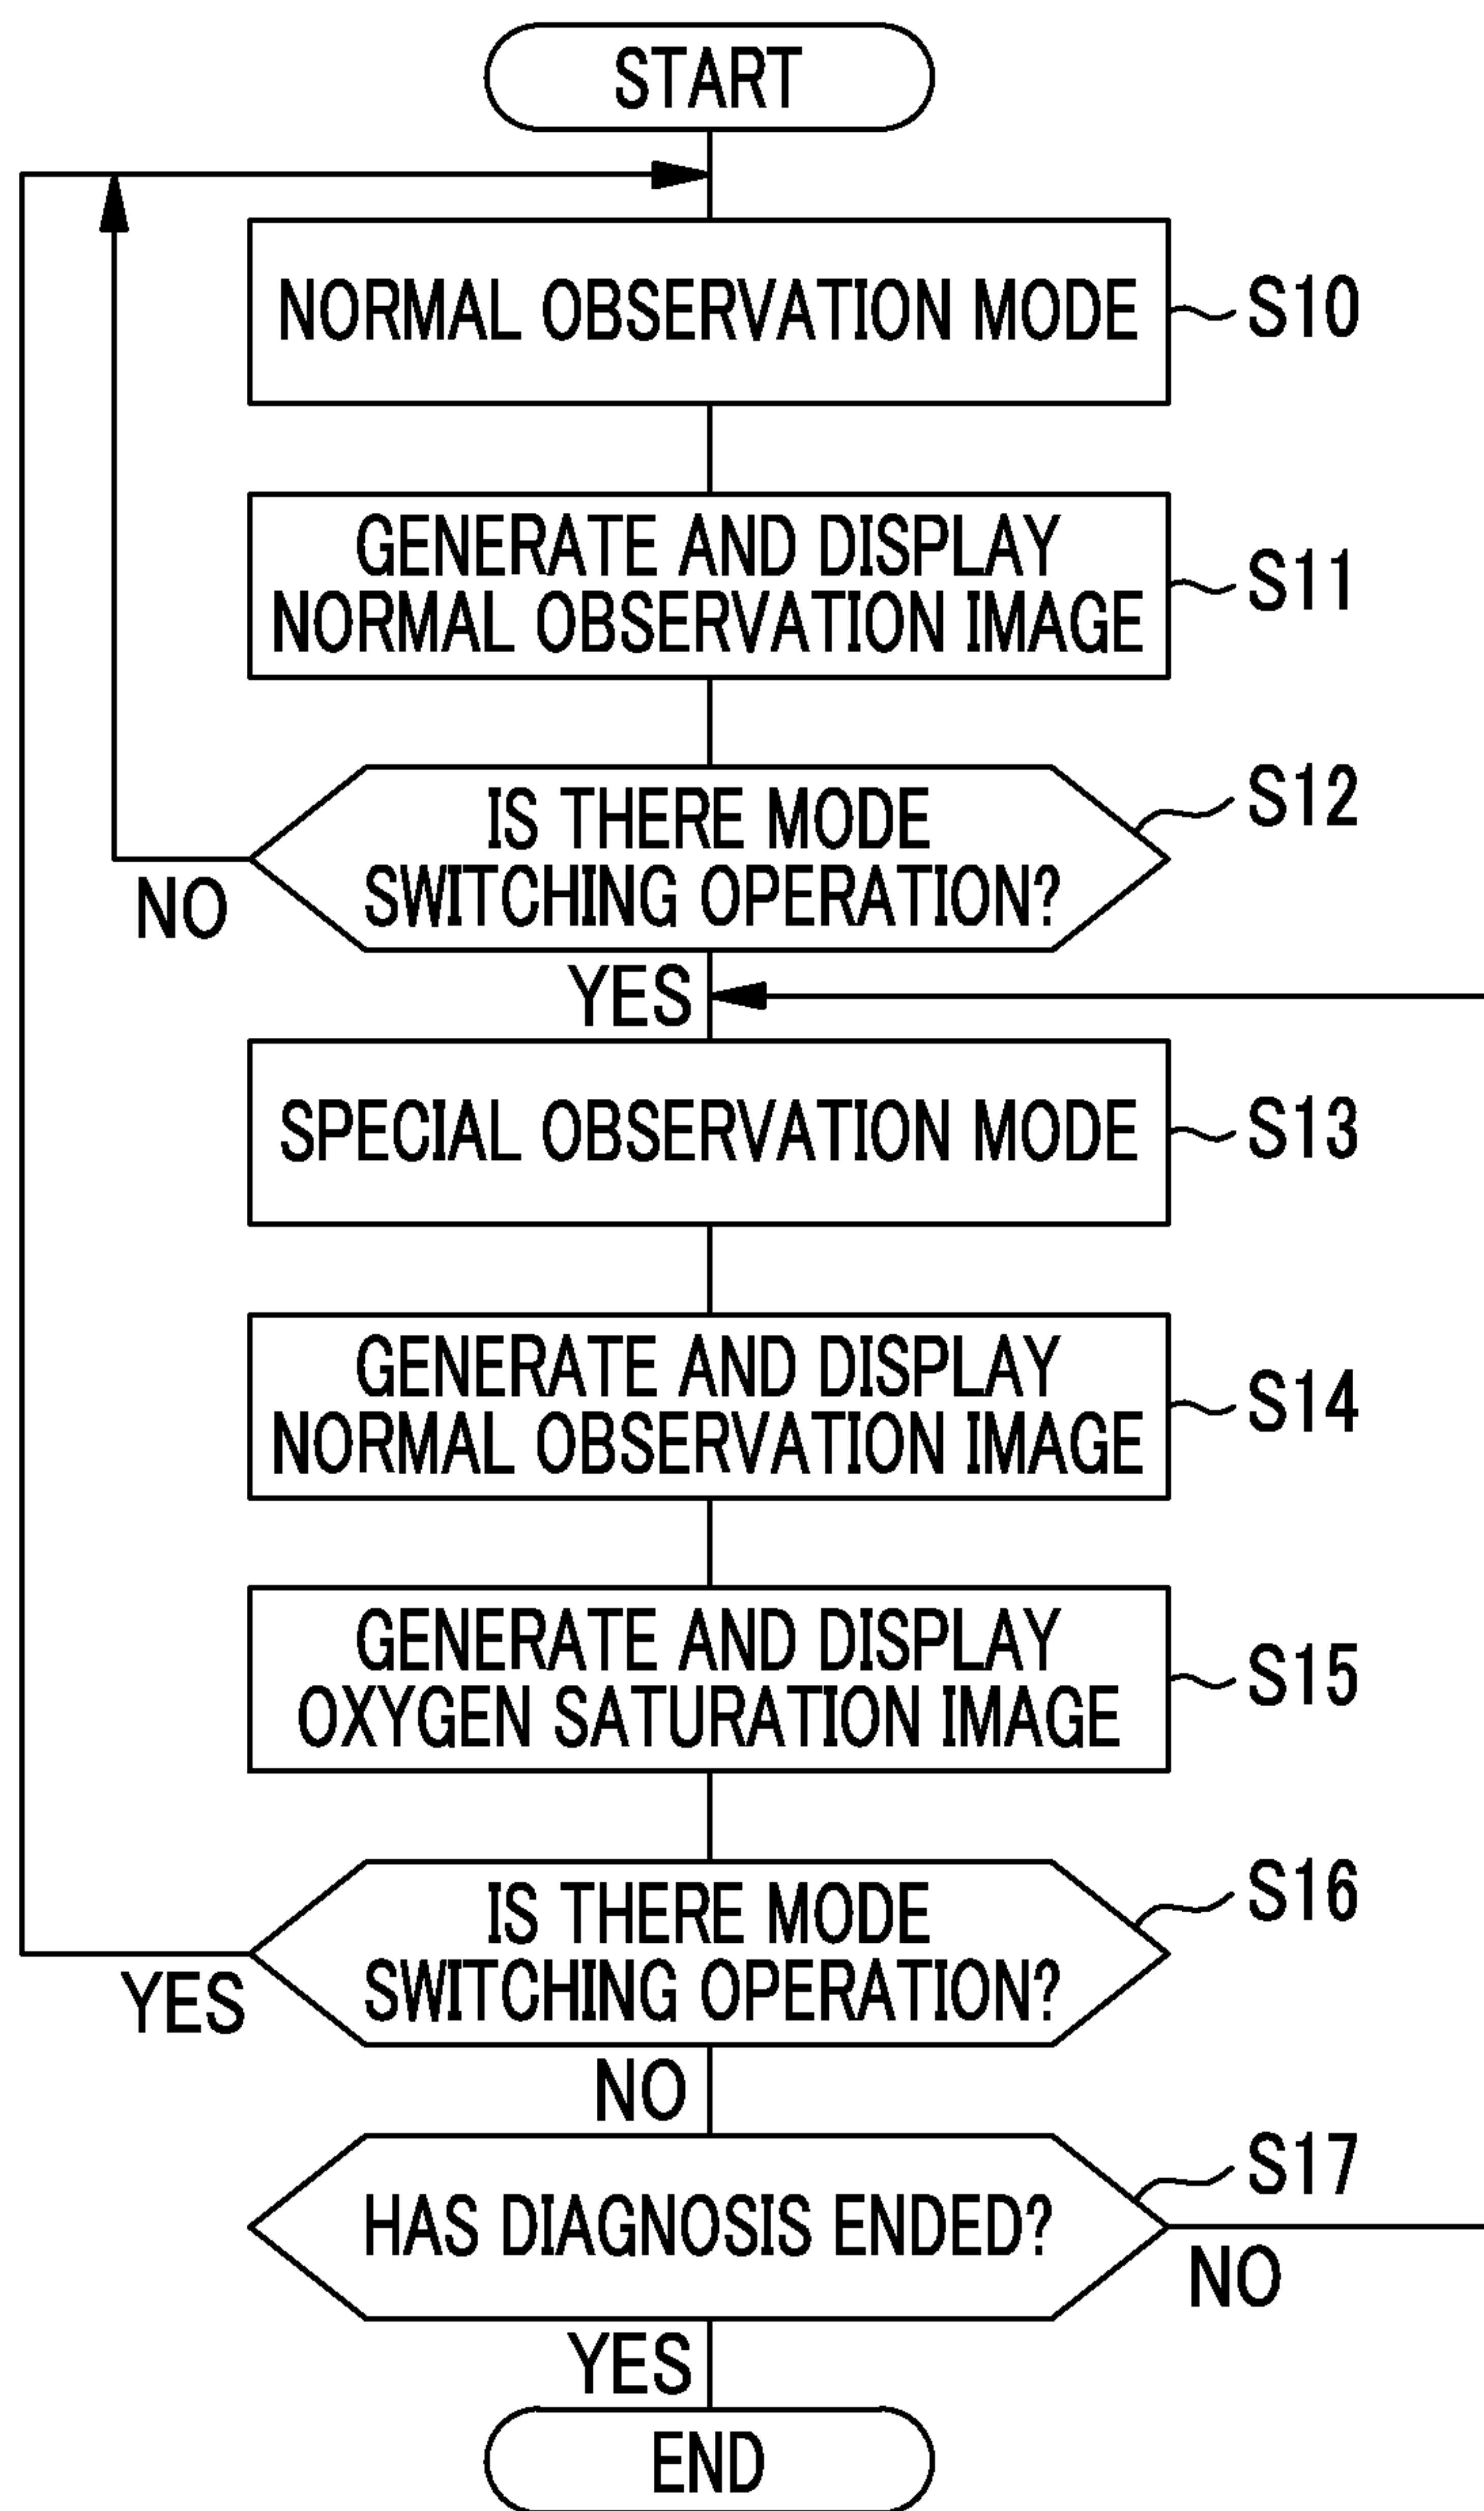 START
NORMAL OBSERVATION MODE
S10
GENERATE AND DISPLAY
NORMAL OBSERVATION IMAGE
S11
IS THERE MODE
SWITCHING OPERATION?
S12
NO
YES
SPECIAL OBSERVATION MODE
S13
GENERATE AND DISPLAY
NORMAL OBSERVATION IMAGE
S14
GENERATE AND DISPLAY
OXYGEN SATURATION IMAGE
S15
IS THERE MODE
SWITCHING OPERATION?
S16
YES
NO
HAS DIAGNOSIS ENDED?
S17
NO
YES
END